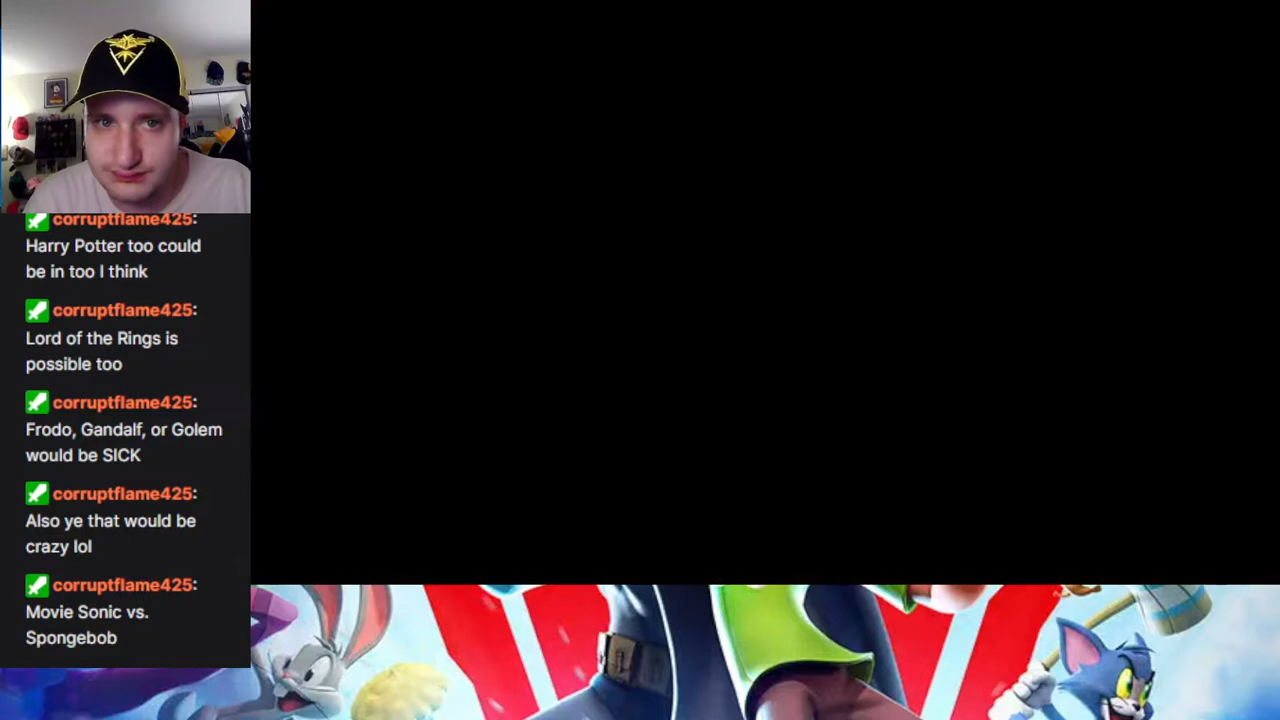 corruptflame425:
Harry Potter too could
be in too I think
corruptflame425:
Lord of the Rings is
possible too
corruptflame425:
Frodo, Gandalf, or Golem
would be SICK
corruptflame425:
Also ye that would be
crazy lol
corruptflame425:
Movie Sonic vs.
Spongebob